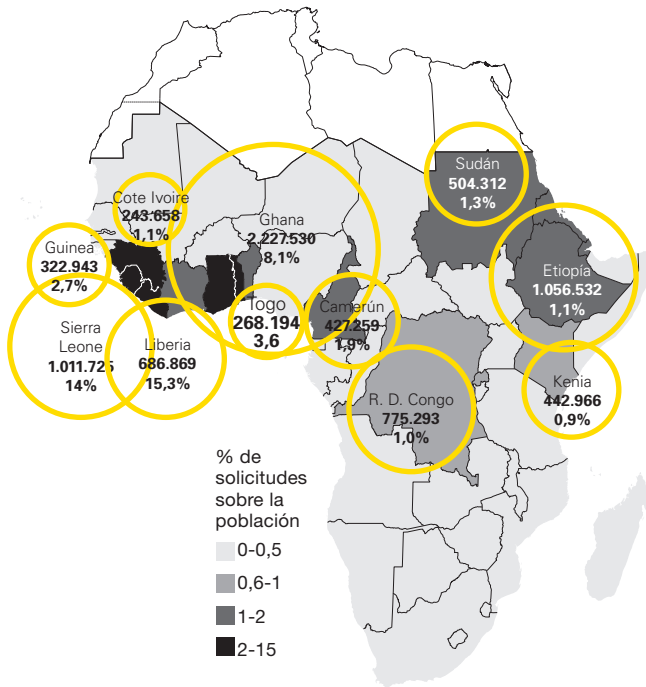 Sudán
504.312
1,3%
Cote Ivoire
243.658
1,1%
Ghana
2.227.530
8,1%
Guinea
322.943
2,7%
Etiopía
1.056.532
1,1%
Togo
268.194
3,6
Camerún
427.259
1,9%
Sierra
Leone
1.011.725
14%
Liberia
686.869
15,3%
R. D. Congo
775.293
1,0%
Kenia
442.966
0,9%
% de
solicitudes
sobre la
población
0-0,5
0,6-1
1-2
2-15